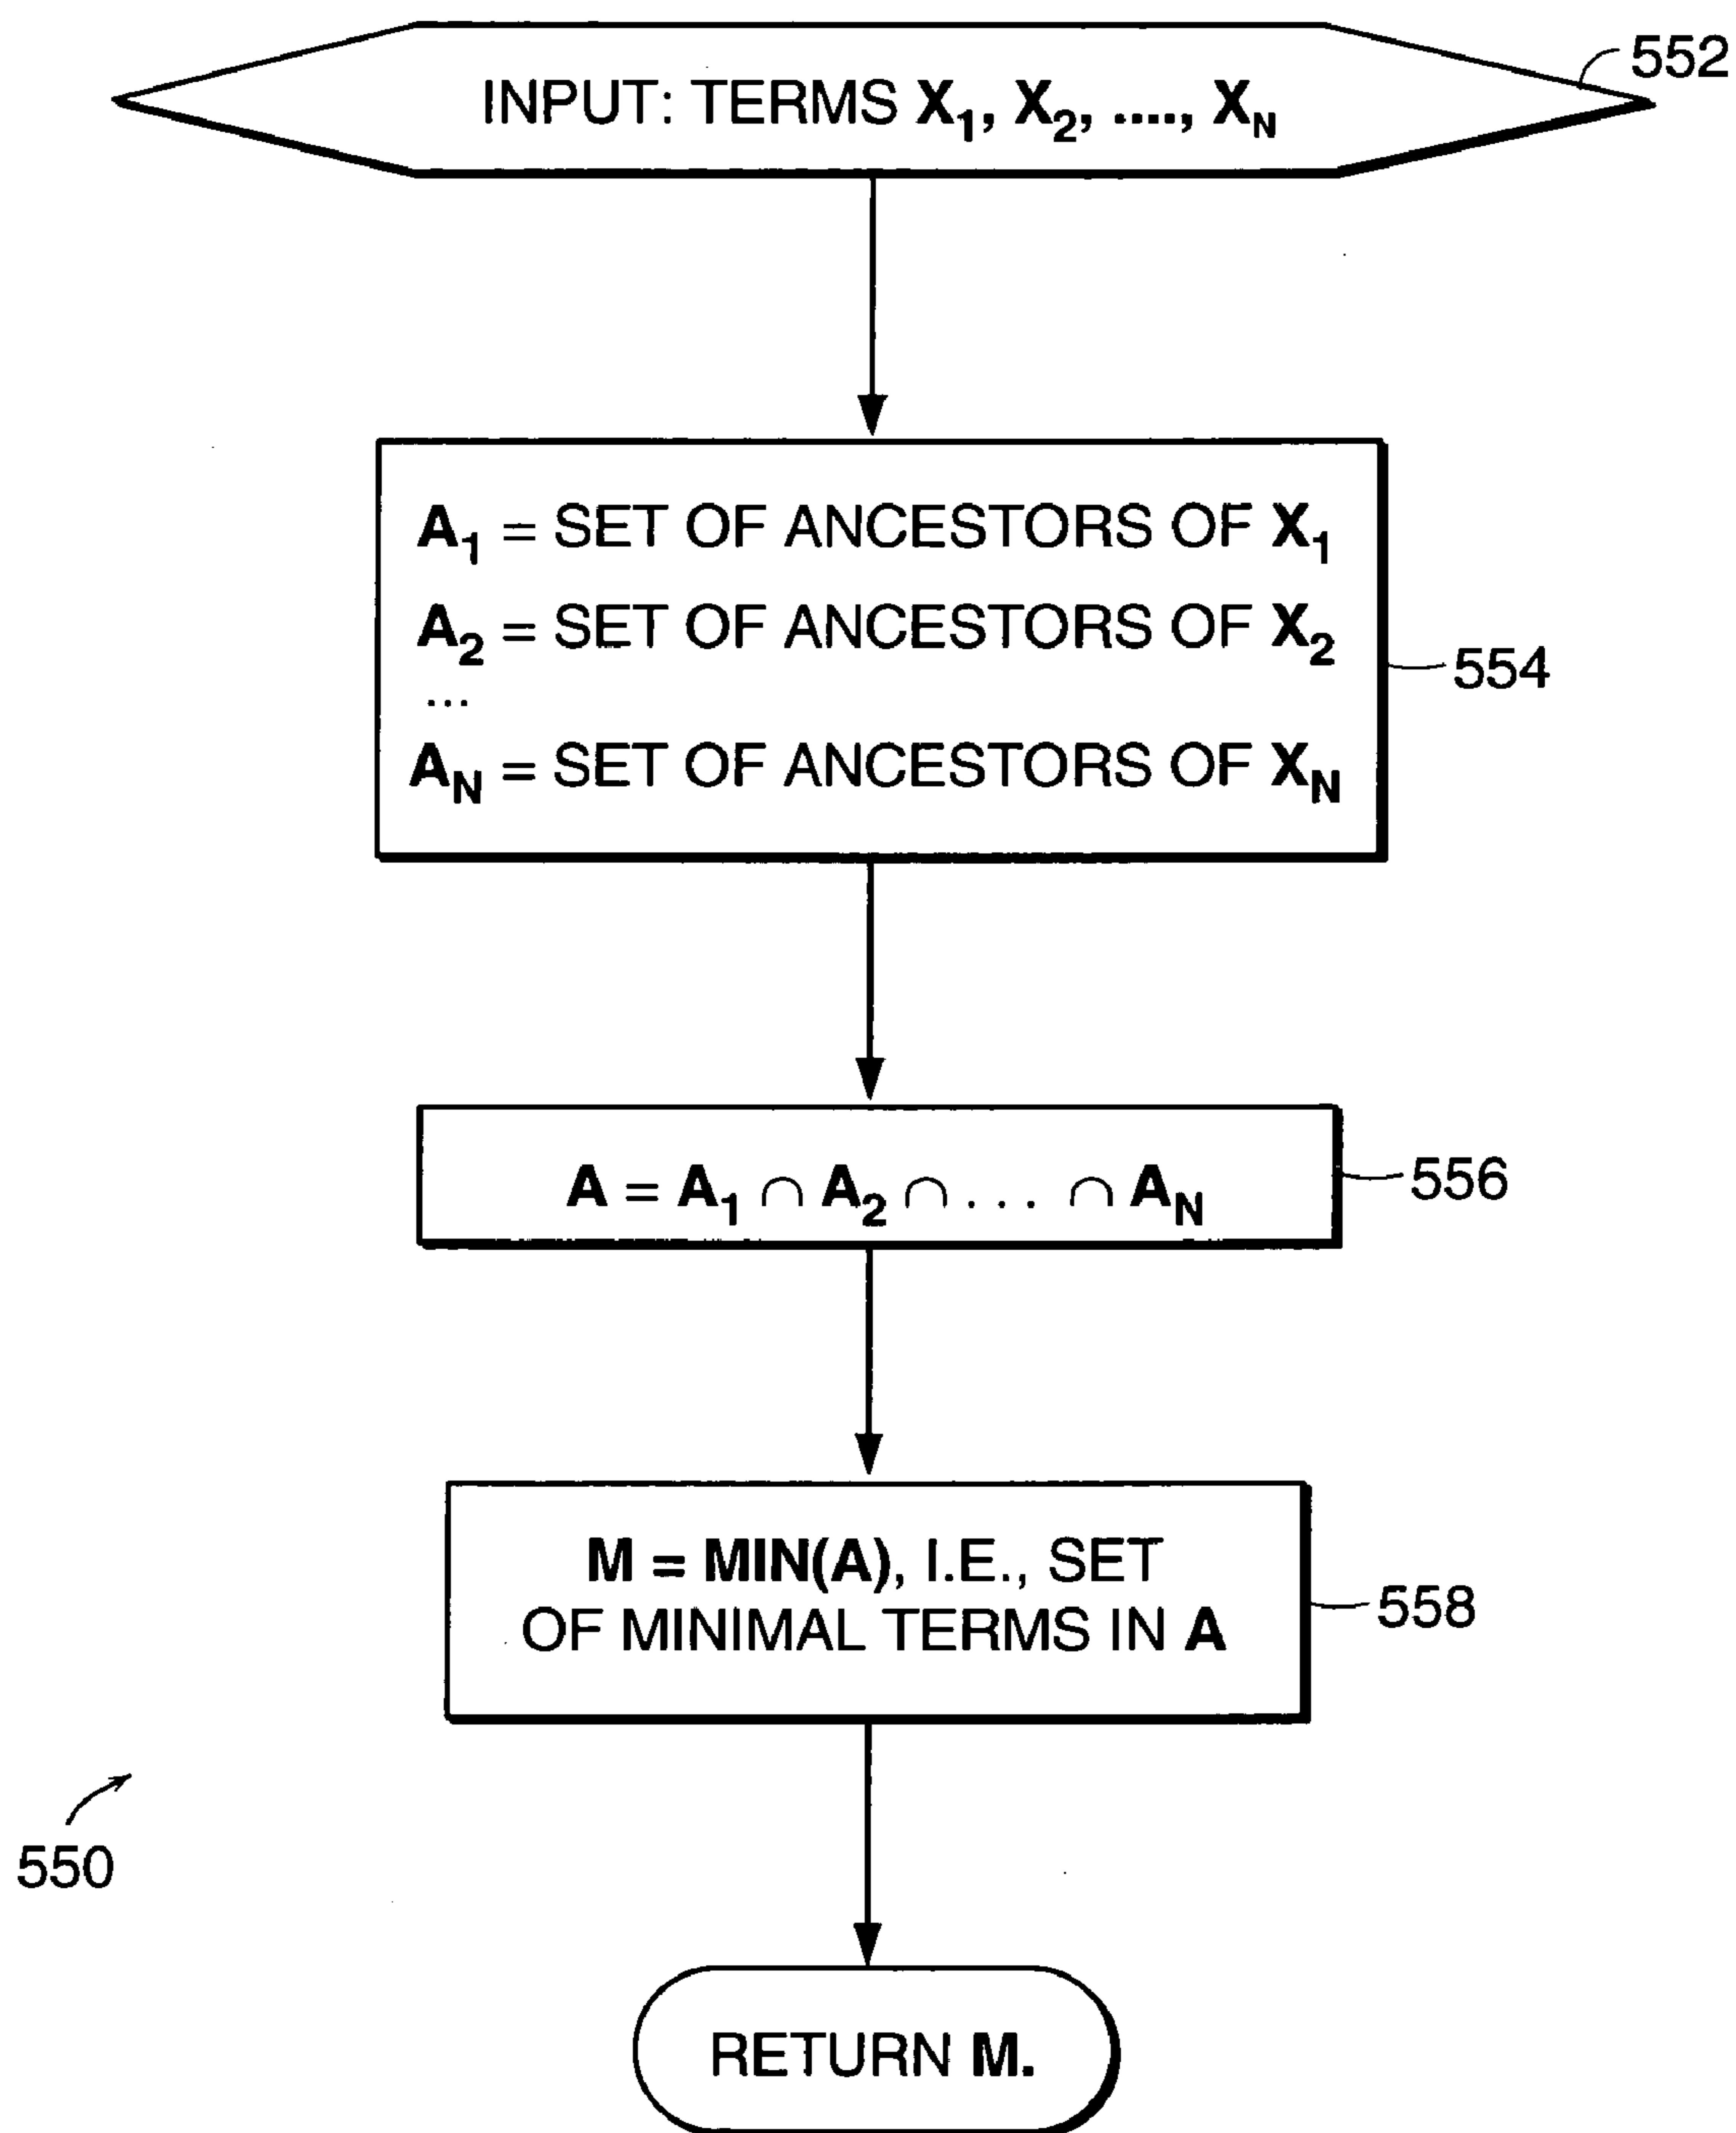 INPUT: TERMS X1, X2, ...., XN
552
A1 = SET OF ANCESTORS OF X1
A2 = SET OF ANCESTORS OF X2
...
AN = SET OF ANCESTORS OF XN
554
A = A1 ∩ A2 ∩ . . . ∩ AN
556
M = MIN(A), I.E., SET
OF MINIMAL TERMS IN A
558
550
RETURN M.